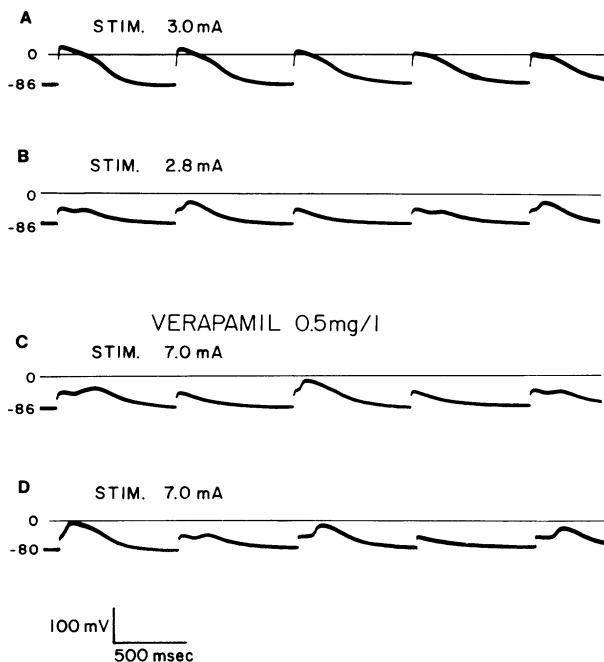 A
STIM. 3.0 mA
0
-86
B
STIM. 2.8 mA
0
-86
VERAPAMIL 0.5mg/l
C
STIM. 7.0 mA
0
-86
D
STIM. 7.0 mA
0
-80
100 mV
500 msec